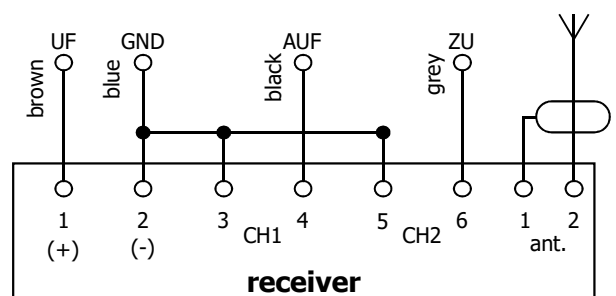 UF GND AUF ZU
brown blue black grey
1 2 3 4 5 6 1 2
(+) (-) CH1 CH2 ant.
receiver